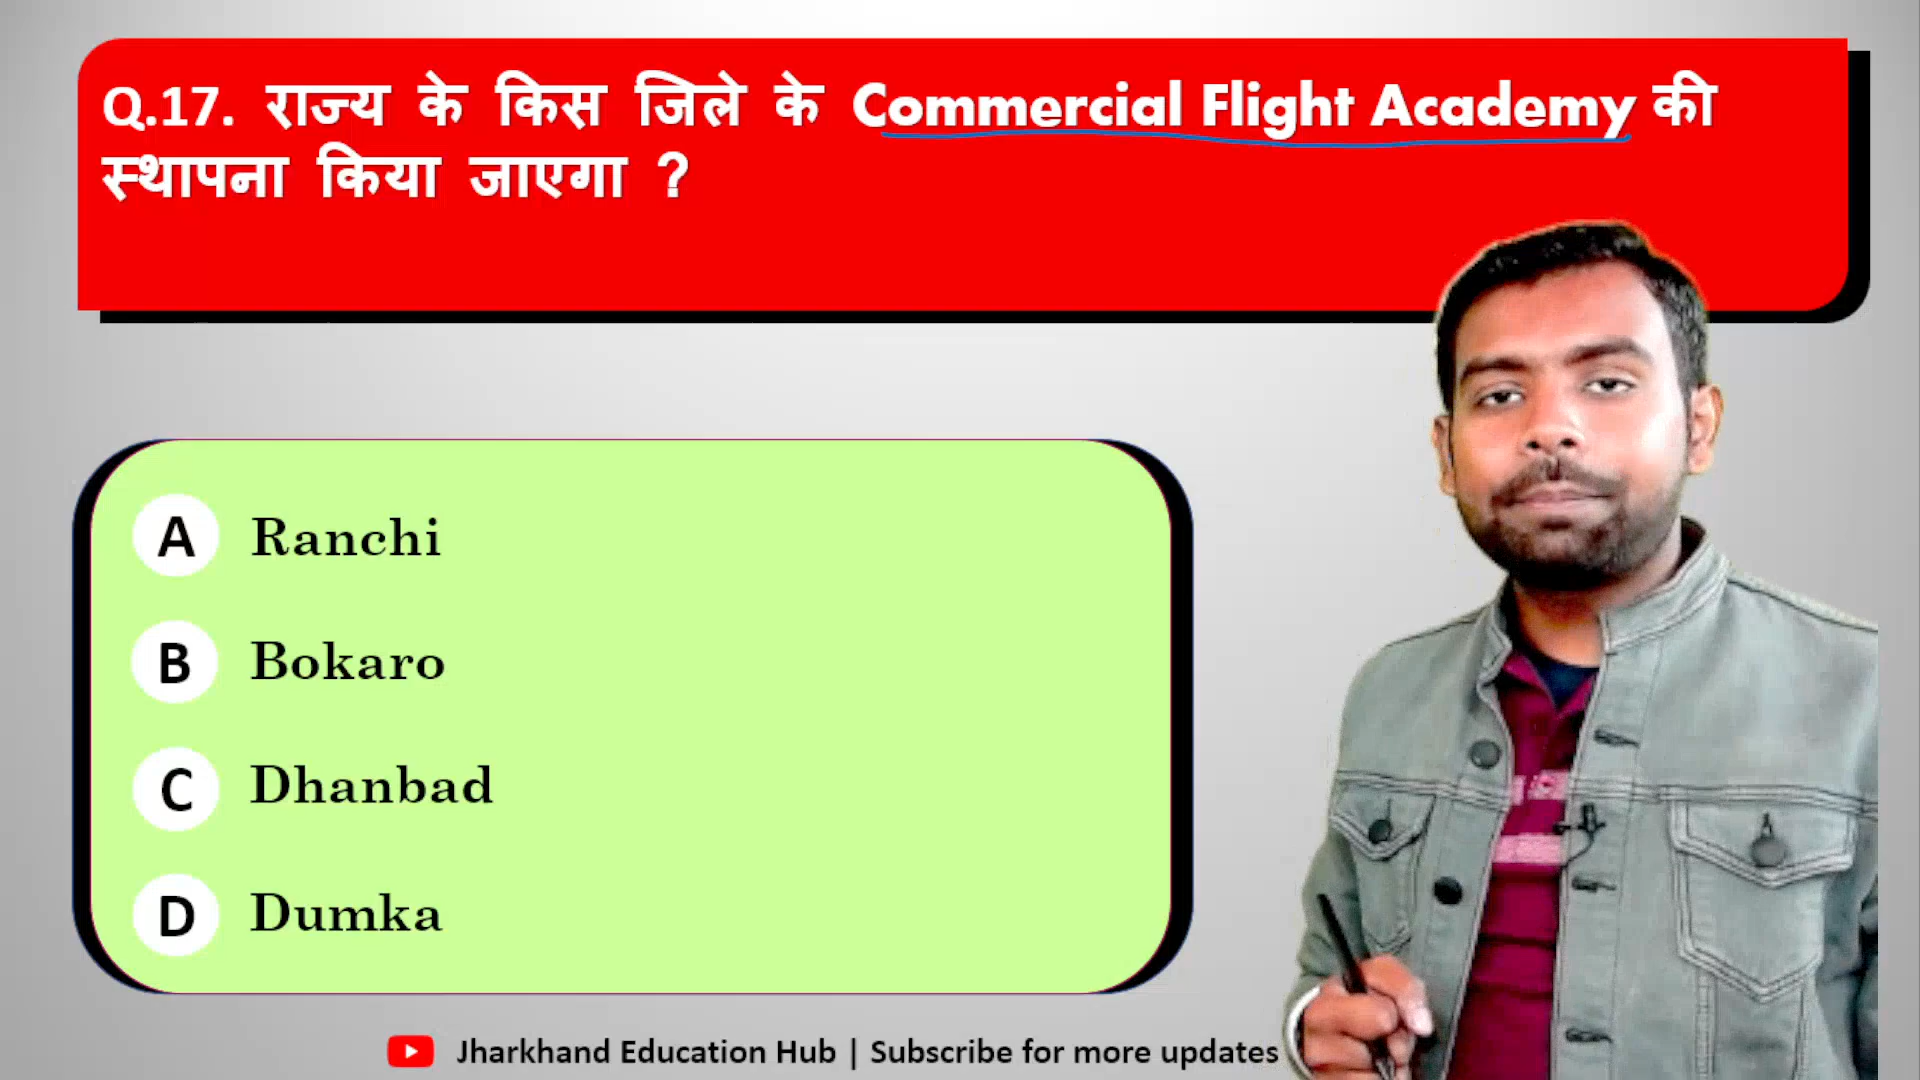 Q.17. राज्य के किस जिले के Commercial Flight Academy की
स्थापना किया जाएगा ?
A Ranchi
B Bokaro
C Dhanbad
D Dumka
Jharkhand Education Hub | Subscribe for more updates